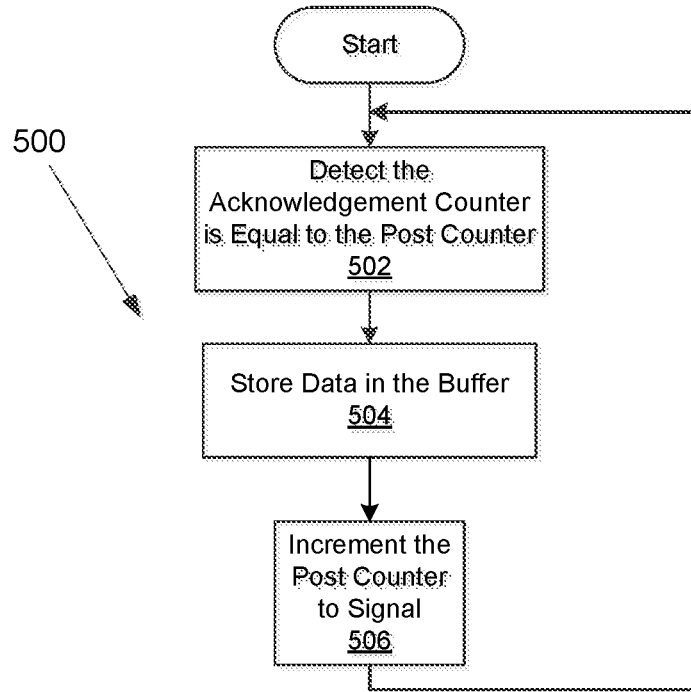 Start
500
Detect the
Acknowledgement Counter
is Equal to the Post Counter
502
Store Data in the Buffer
504
Increment the
Post Counter
to Signal
506